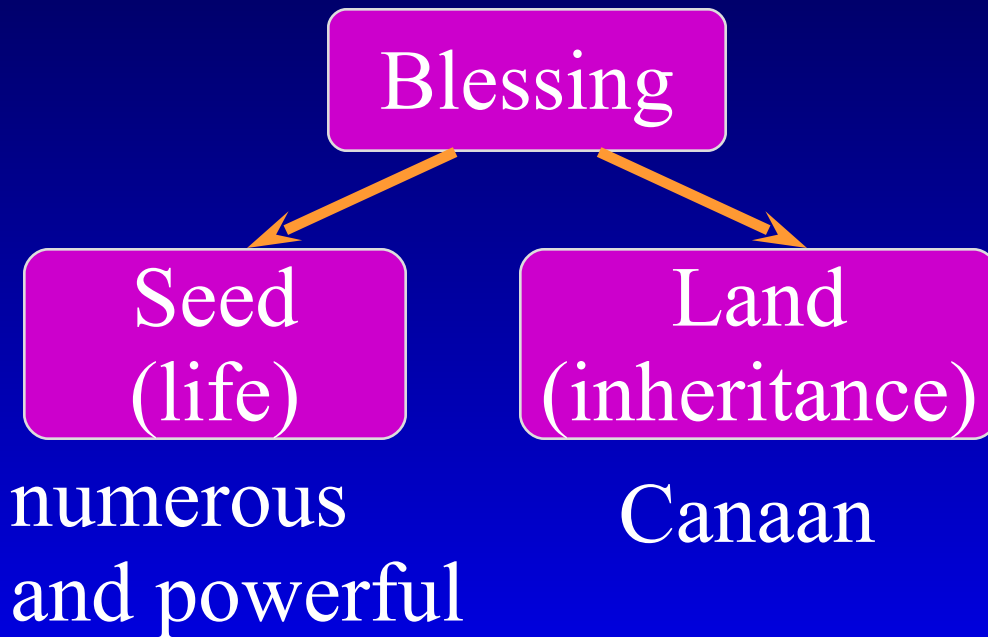 Blessing
Seed
(life)
Land
(inheritance)
numerous
and powerful
Canaan